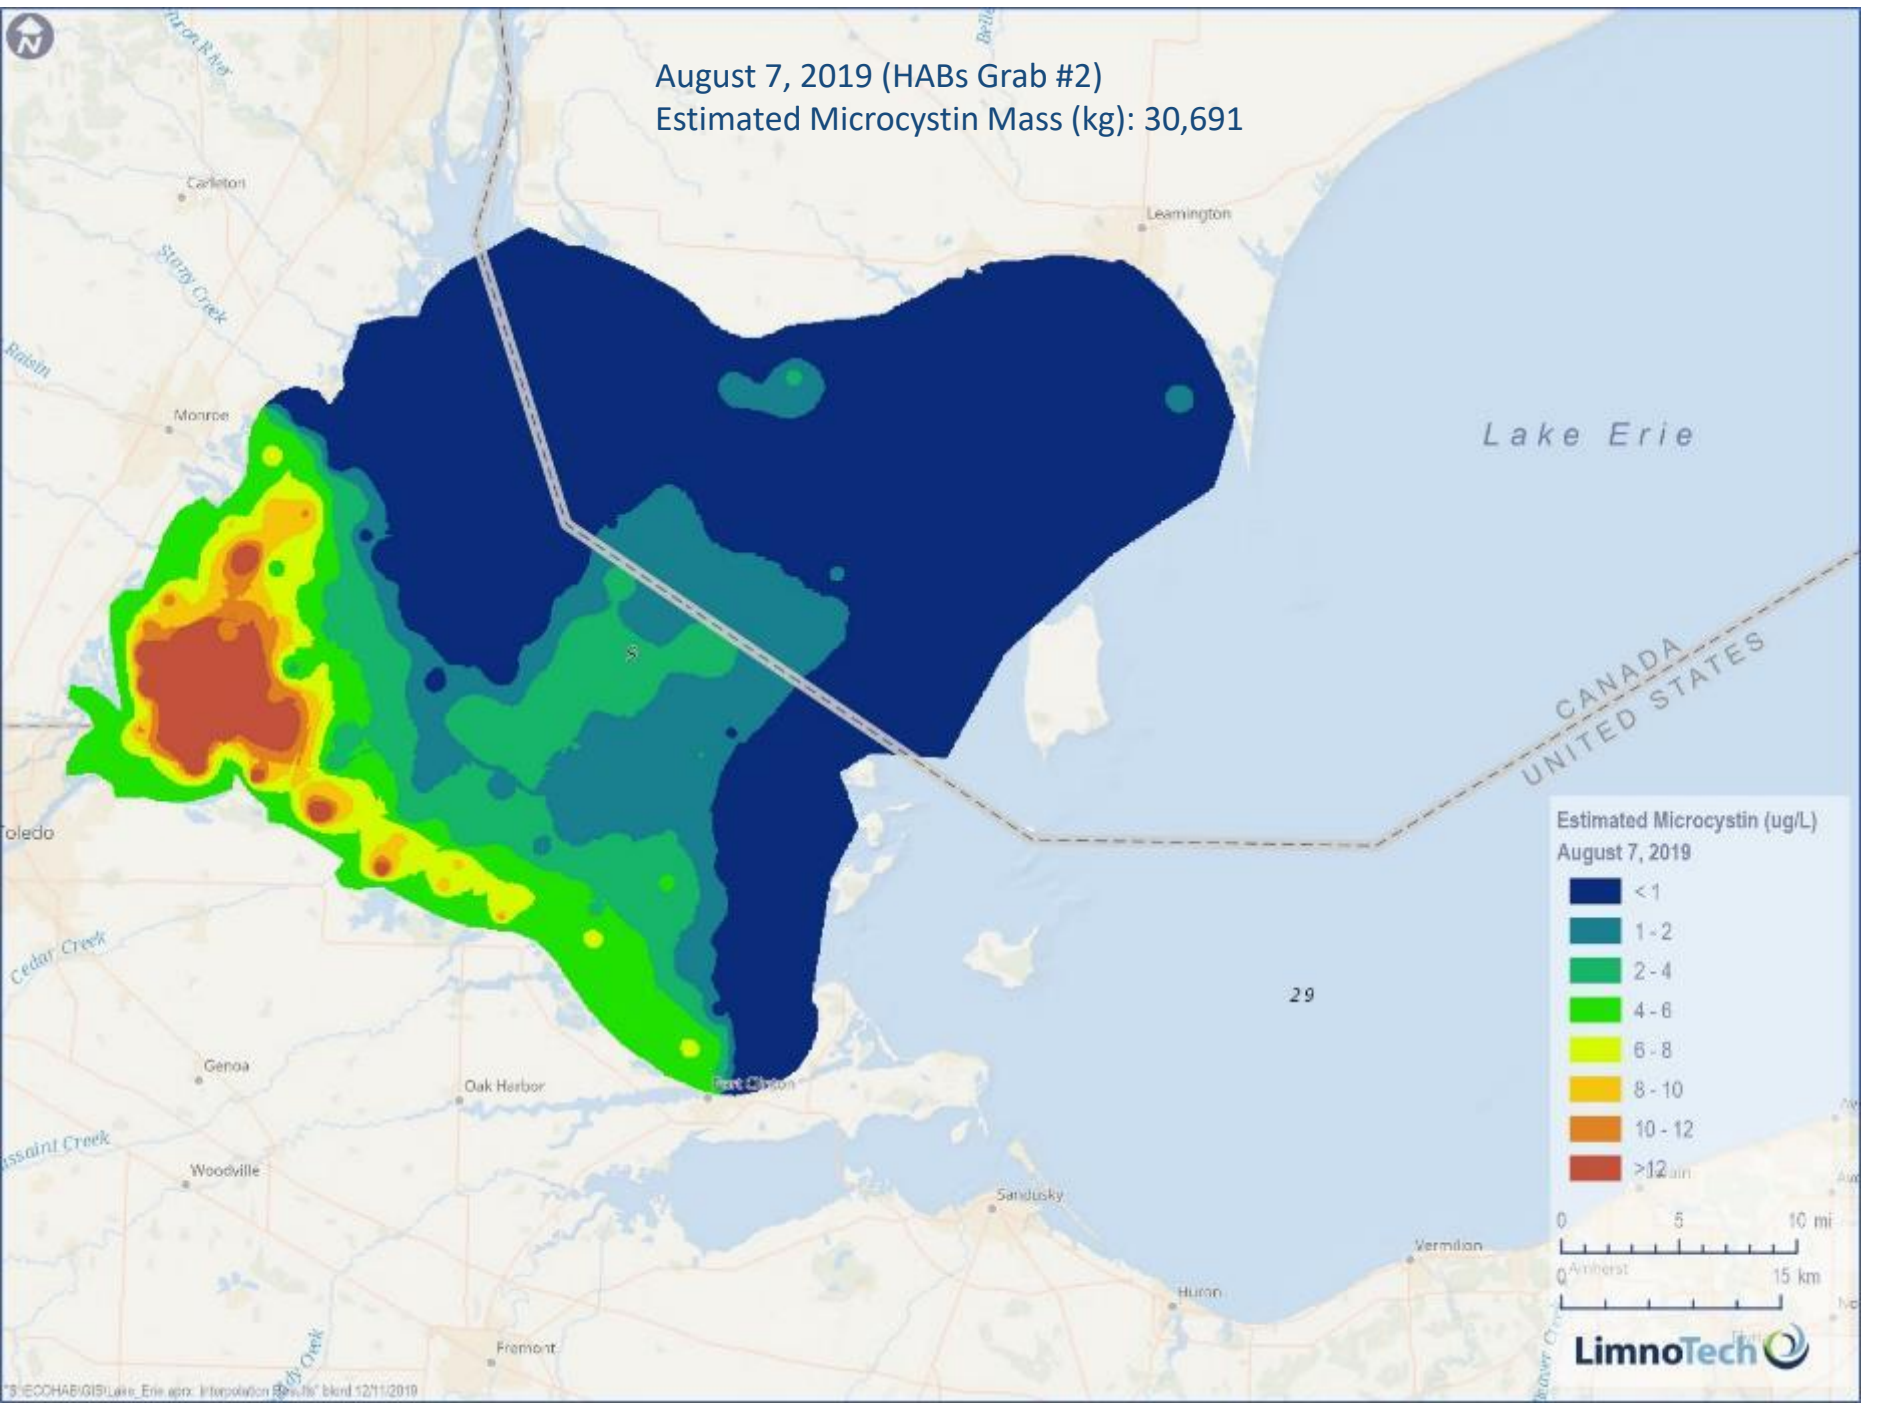 N
August 7, 2019 (HABs Grab #2)
Estimated Microcystin Mass (kg): 30,691
Carleton
Leamington
Stony Creek
Raisin
Monroe
Lake Erie
CANADA
UNITED STATES
Toledo
Cedar Creek
29
Genoa
Oak Harbor
Port Clinton
Woodville
Sandusky
Huron
Vermilion
Fremont
Estimated Microcystin (ug/L)
August 7, 2019
< 1
1 - 2
2 - 4
4 - 6
6 - 8
8 - 10
10 - 12
>12
0 5 10 mi
Amherst
0 15 km
LimnoTech